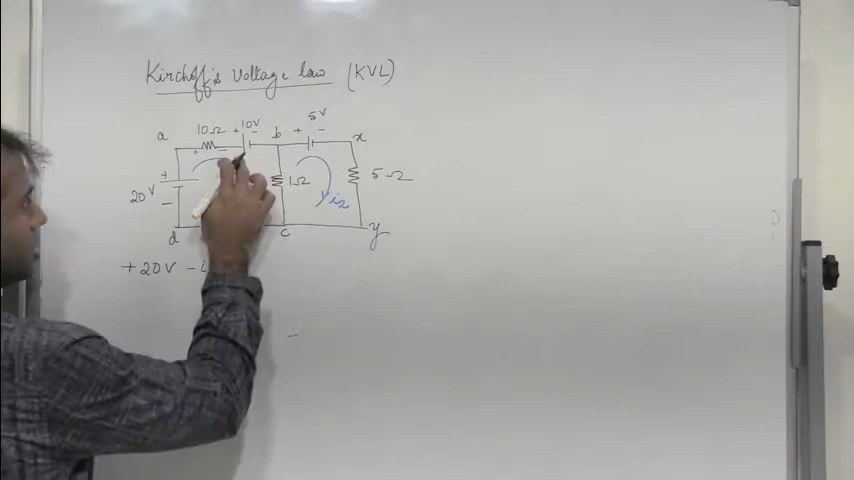 Kirchoff's Voltage law (KVL)
5V
a 10Ω + 10V - b + - x
+ -
+ 20V - 1Ω i2 5Ω
d c y
+20V -